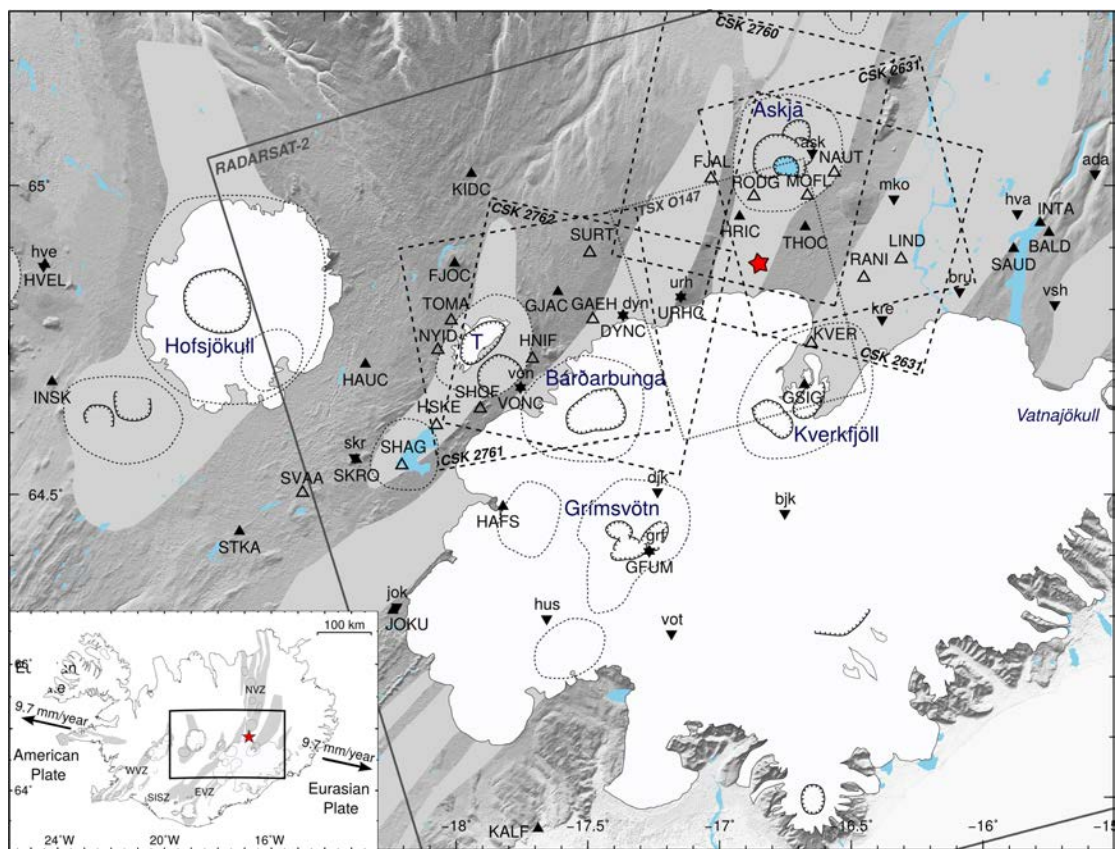 CSK 2760
CSK 2631
Askja
ask
FJAL
NAUT
RODG
MOFL
ada
RADARSAT-2
65˚
KIDC
TSX O147
mko
hva
INTA
CSK 2762
SURT
HRIC
THOC
LIND
BALD
SAUD
hve
HVEL
FJOC
RANI
bru
vsh
TOMA
GJAC
GAEH
dyn
DYNC
urh
URHC
kre
NYID
T.
HNIF
KVER
CSK 2631
Hofsjökull
HAUC
SHOF
von
VONC
Bárðarbunga
INSK
GSIG
HSKE
Kverkfjöll
Vatnajökull
skr
SKRO
SHAG
CSK 2761
SVAA
64.5˚
djk
bjk
HAFS
Grímsvötn
STKA
grf
GFUM
jok
JOKU
hus
vot
100 km
66˚
NVZ
9.7 mm/year
9.7 mm/year
American
Plate
WVZ
SISZ
EVZ
Eurasian
Plate
64˚
24˚W
20˚W
16˚W
KALF
-18
-17.5
-17
-16.5
-16